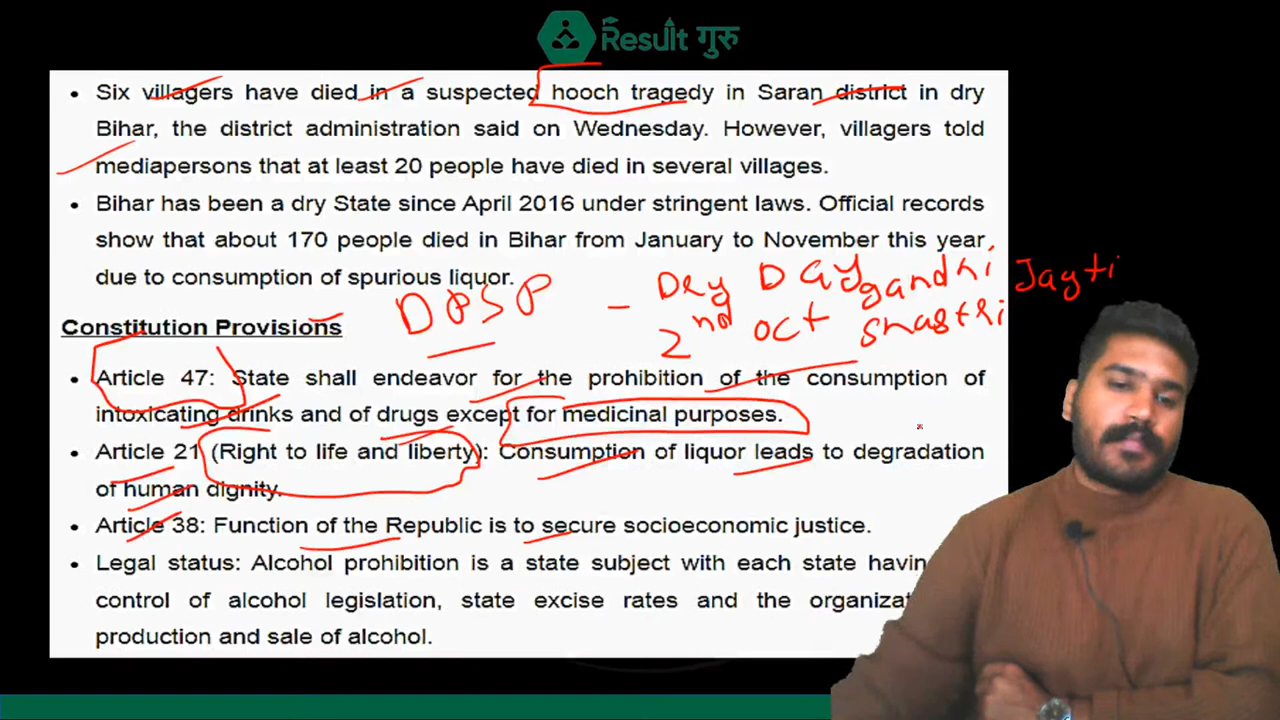 Result गुरु
Six villagers have died in a suspected hooch tragedy in Saran district in dry
Bihar, the district administration said on Wednesday. However, villagers told
mediapersons that at least 20 people have died in several villages.
Bihar has been a dry State since April 2016 under stringent laws. Official records
show that about 170 people died in Bihar from January to November this year
due to consumption of spurious liquor.
DPSP - Dry Day gandhi Jayti
2nd Oct Shastri
Constitution Provisions
Article 47: State shall endeavor for the prohibition of the consumption of
intoxicating drinks and of drugs except for medicinal purposes.
Article 21 (Right to life and liberty): Consumption of liquor leads to degradation
of human dignity.
Article 38: Function of the Republic is to secure socioeconomic justice.
Legal status: Alcohol prohibition is a state subject with each state
control of alcohol legislation, state excise rates and the
production and sale of alcohol.